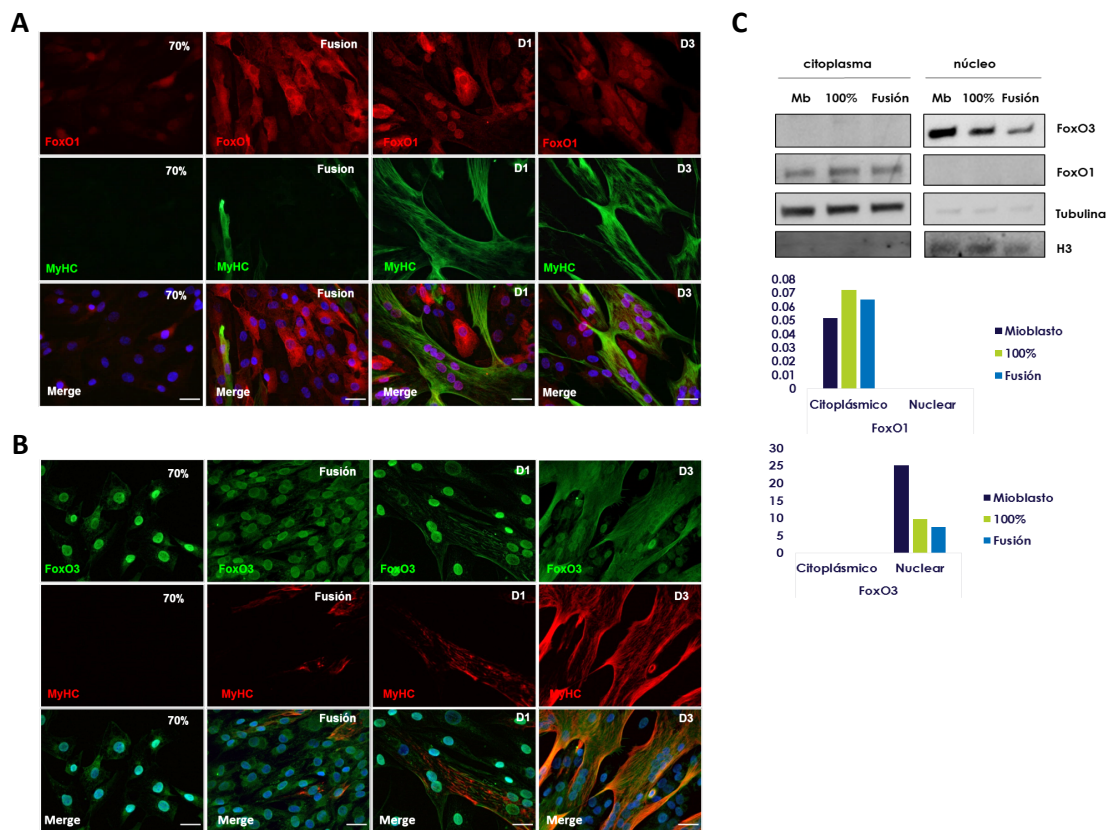 A
70%
Fusion
D1
D3
FoxO1
FoxO1
FoxO1
FoxO1
70%
Fusion
D1
D3
MyHC
MyHC
MyHC
MyHC
70%
Fusion
D1
D3
Merge
Merge
Merge
Merge
B
70%
Fusión
D1
D3
FoxO3
FoxO3
FoxO3
FoxO3
70%
Fusión
D1
D3
MyHC
MyHC
MyHC
MyHC
70%
Fusión
D1
D3
Merge
Merge
Merge
Merge
C
citoplasma
núcleo
Mb 100% Fusión
Mb 100% Fusión
FoxO3
FoxO1
Tubulina
H3
0.08
0.07
0.06
0.05
0.04
0.03
0.02
0.01
0
Citoplásmico Nuclear
FoxO1
Mioblasto
100%
Fusión
30
25
20
15
10
5
0
Citoplásmico Nuclear
FoxO3
Mioblasto
100%
Fusión